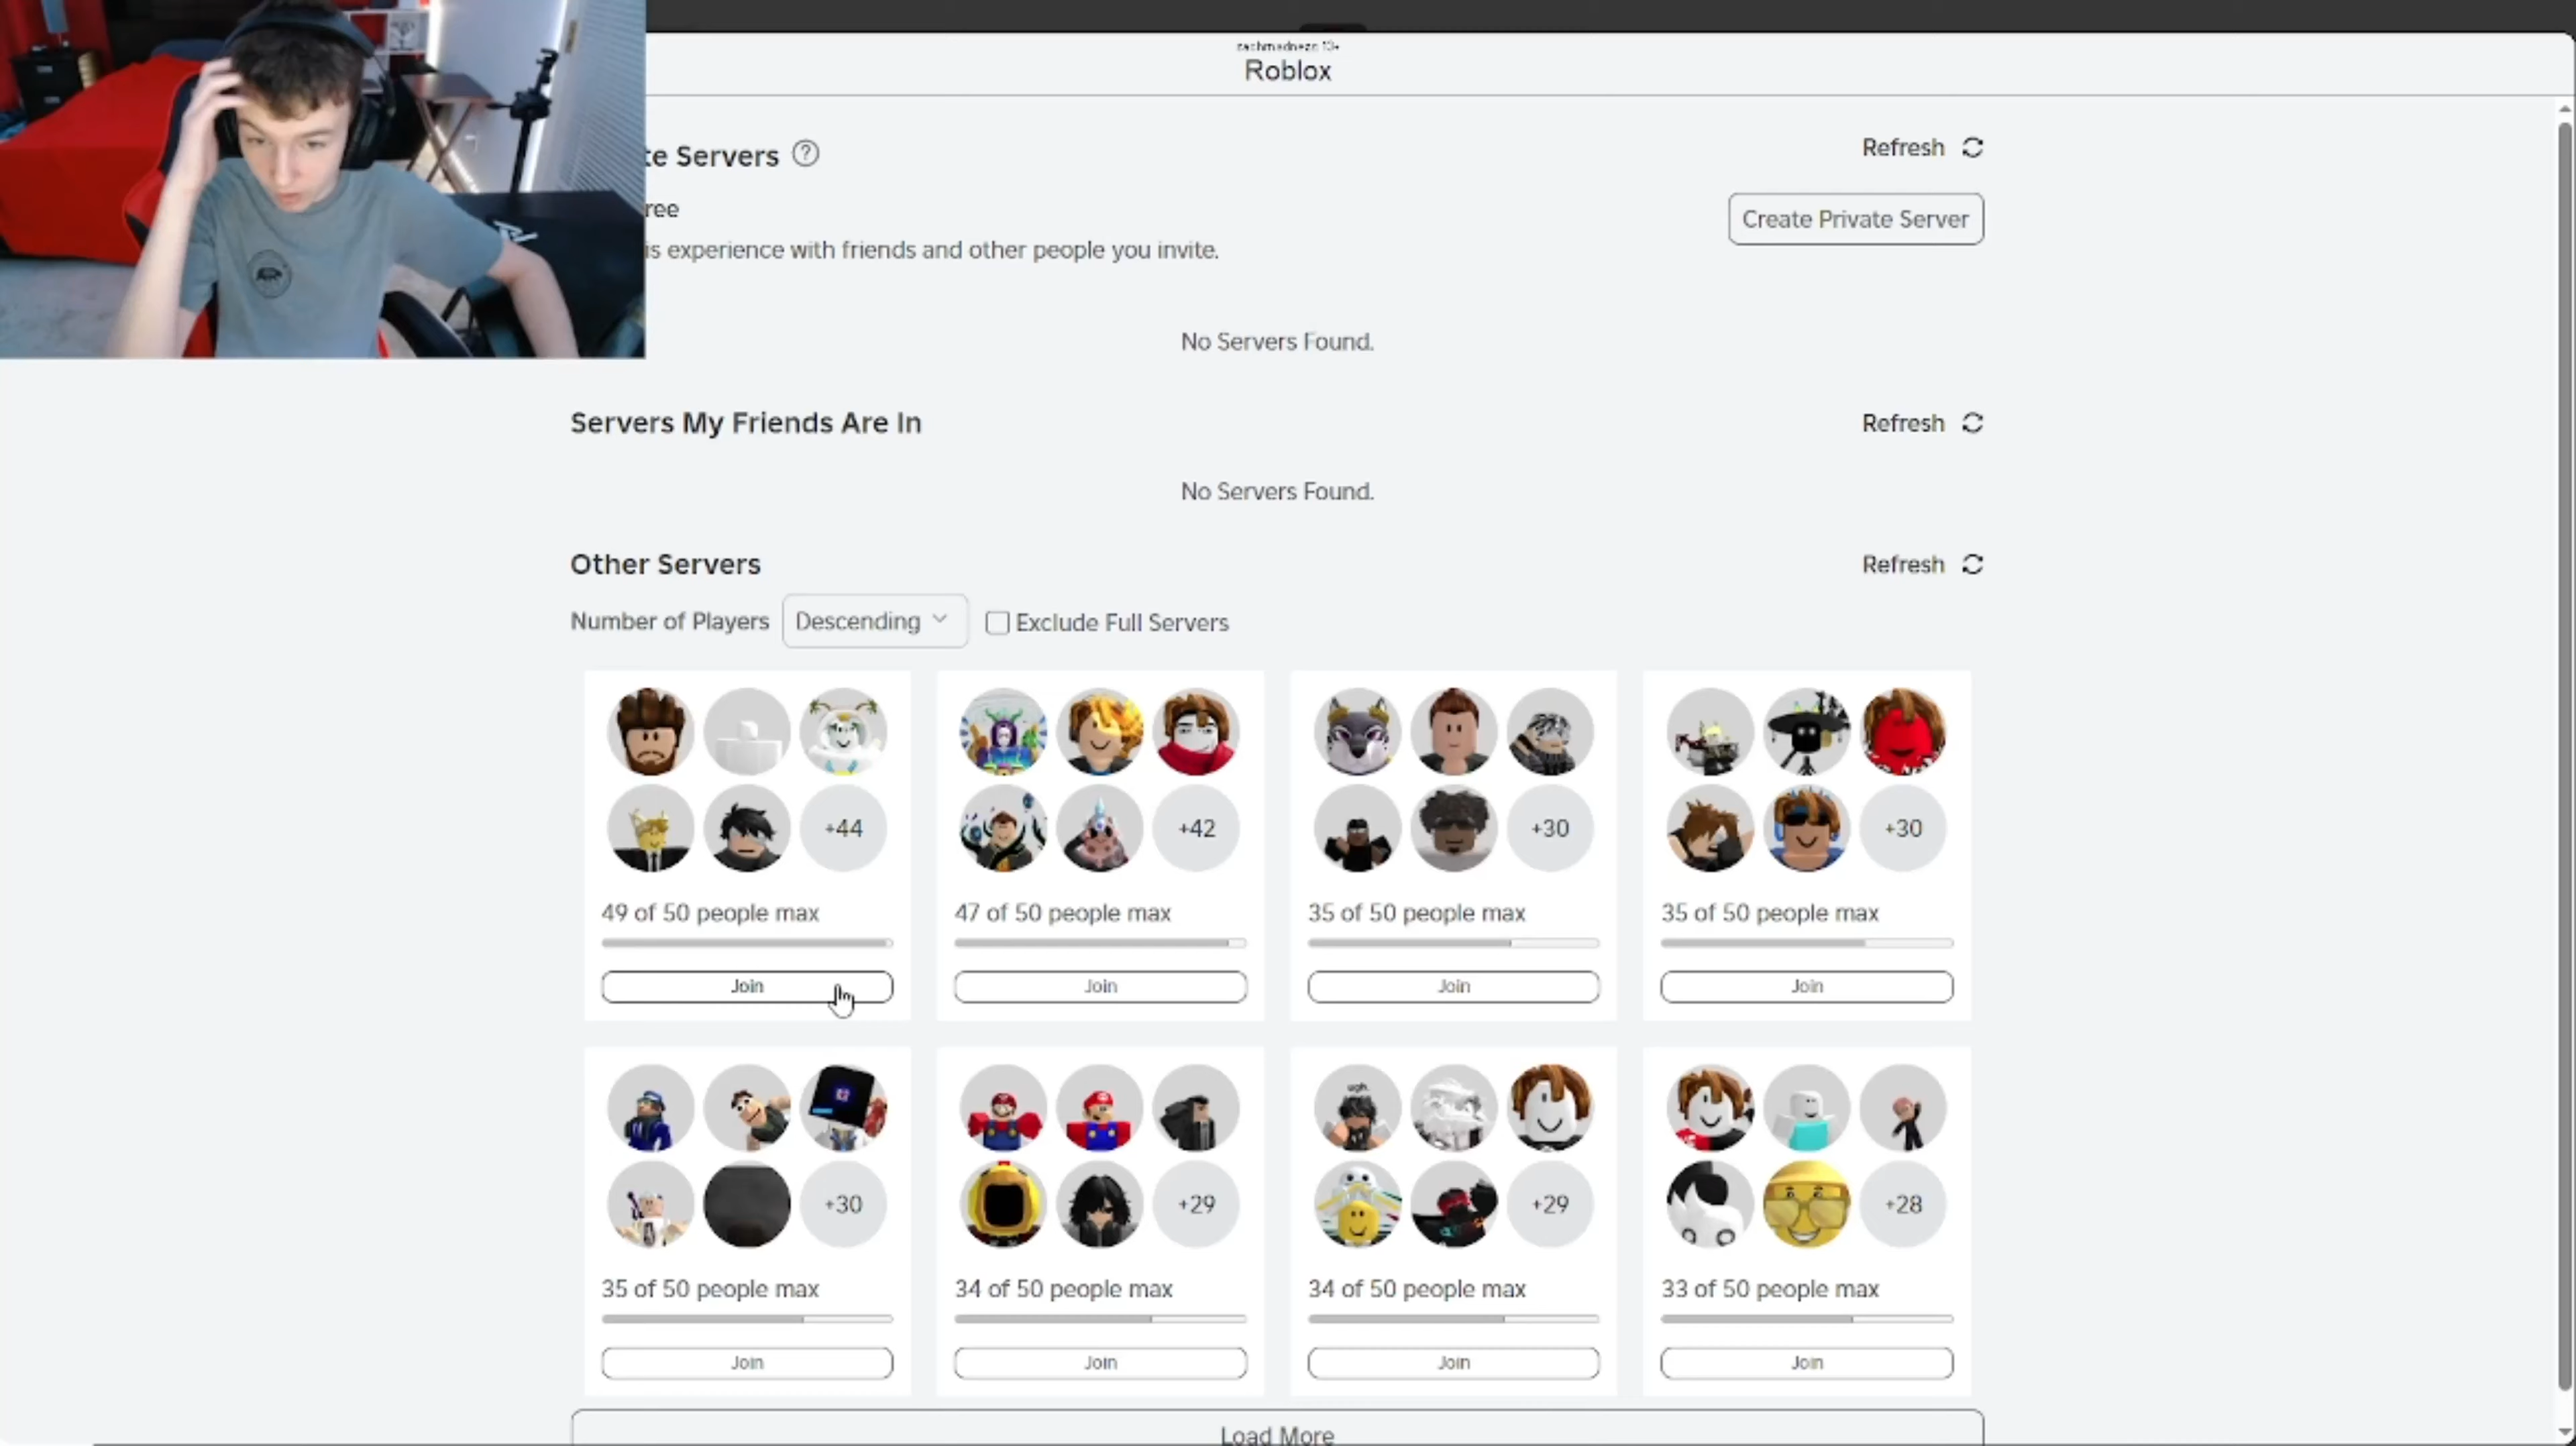 zachmadness: 13+
Roblox
te Servers
Refresh
ree
Create Private Server
is experience with friends and other people you invite.
No Servers Found.
Servers My Friends Are In
Refresh
No Servers Found.
Other Servers
Refresh
Number of Players
Descending
Exclude Full Servers
+44
+42
+30
+30
49 of 50 people max
47 of 50 people max
35 of 50 people max
35 of 50 people max
Join
Join
Join
Join
ugh.
+30
+29
+29
+28
35 of 50 people max
34 of 50 people max
34 of 50 people max
33 of 50 people max
Join
Join
Join
Join
Load More